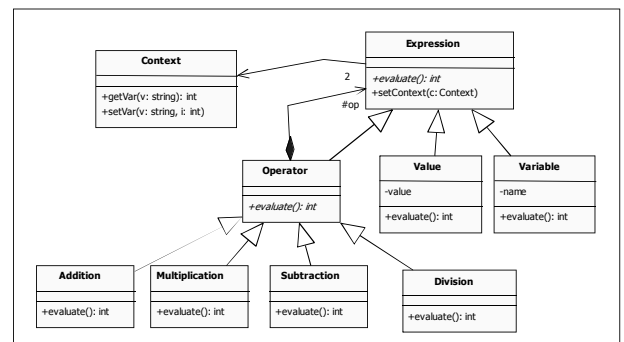 Expression
+evaluate(): int
+setContext(c: Context)
Context
+getVar(v: string): int
+setVar(v: string, i: int)
2
#op
Operator
+evaluate(): int
Value
-value
+evaluate(): int
Variable
-name
+evaluate(): int
Addition
+evaluate(): int
Multiplication
+evaluate(): int
Subtraction
+evaluate(): int
Division
+evaluate(): int